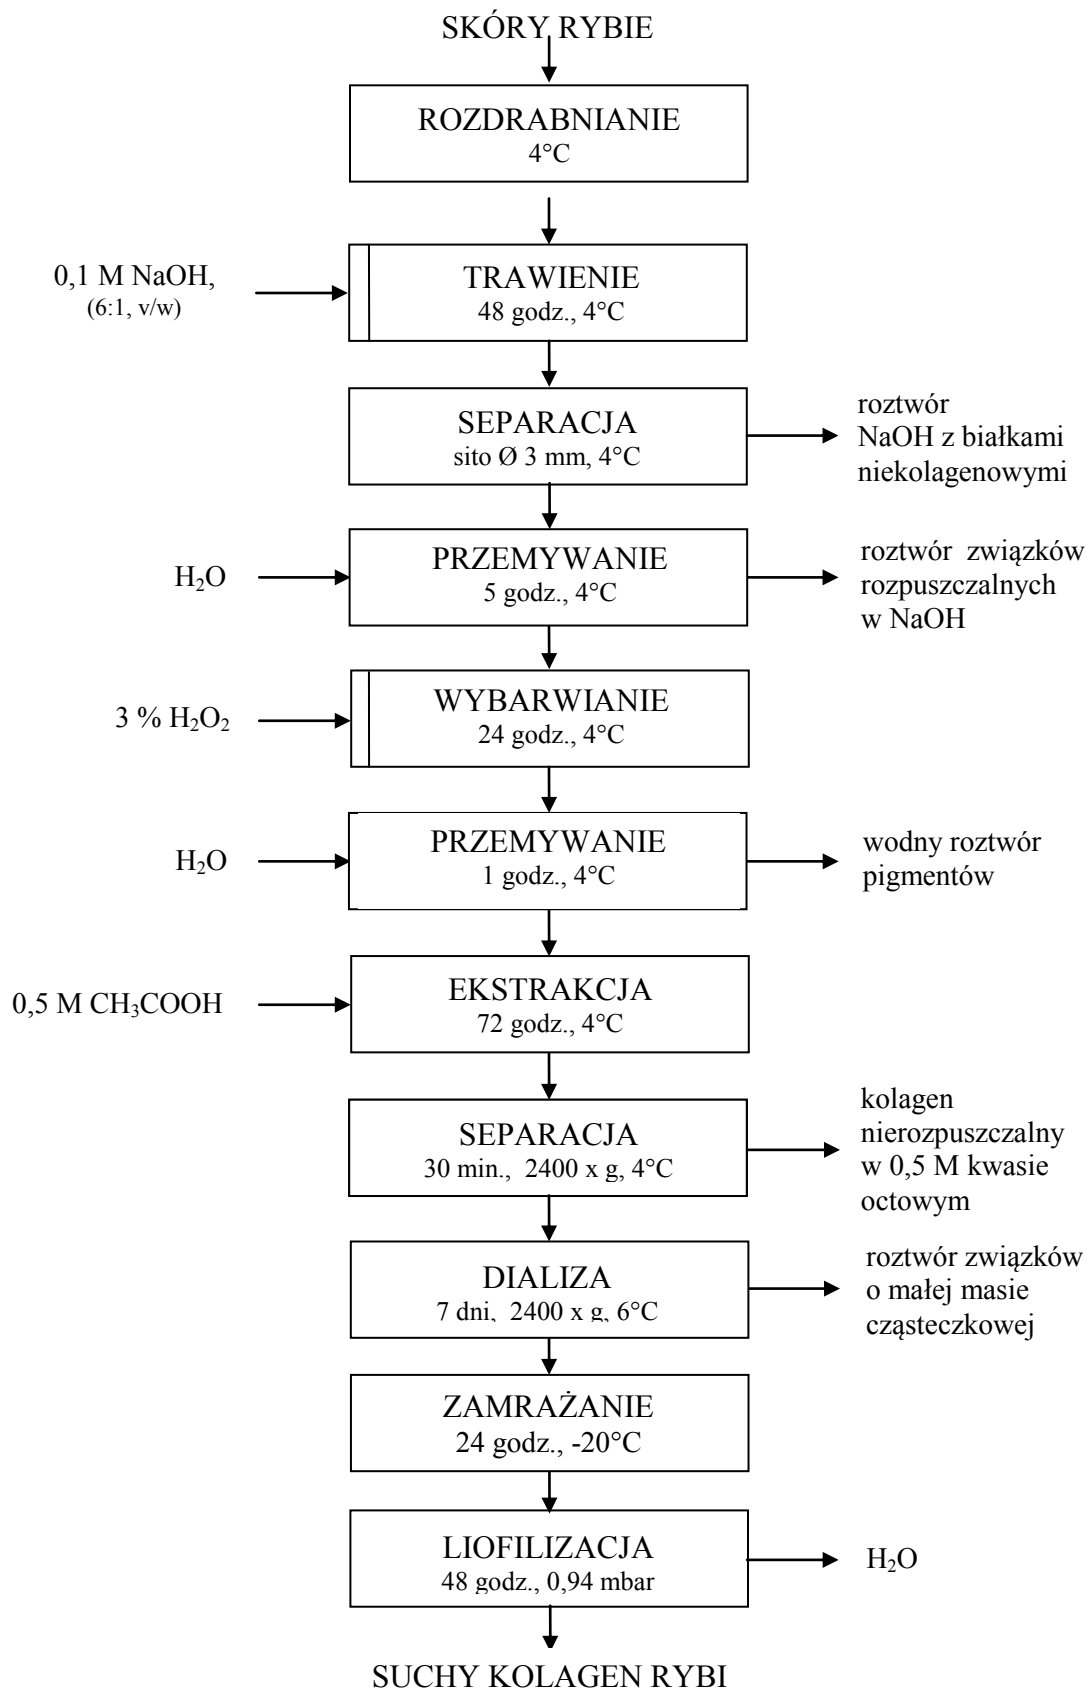 SKÓRY RYBIE
ROZDRABNIANIE
4°C
0,1 M NaOH,
(6:1, v/w)
TRAWIENIE
48 godz., 4°C
SEPARACJA
sito Ø 3 mm, 4°C
roztwór
NaOH z białkami
niekolagenowymi
H₂O
PRZEMYWANIE
5 godz., 4°C
roztwór związków
rozpuszczalnych
w NaOH
3 % H₂O₂
WYBARWIANIE
24 godz., 4°C
H₂O
PRZEMYWANIE
1 godz., 4°C
wodny roztwór
pigmentów
0,5 M CH₃COOH
EKSTRAKCJA
72 godz., 4°C
SEPARACJA
30 min., 2400 x g, 4°C
kolagen
nierozpuszczalny
w 0,5 M kwasie
octowym
DIALIZA
7 dni, 2400 x g, 6°C
roztwór związków
o małej masie
cząsteczkowej
ZAMRAŻANIE
24 godz., -20°C
LIOFILIZACJA
48 godz., 0,94 mbar
H₂O
SUCHY KOLAGEN RYBI